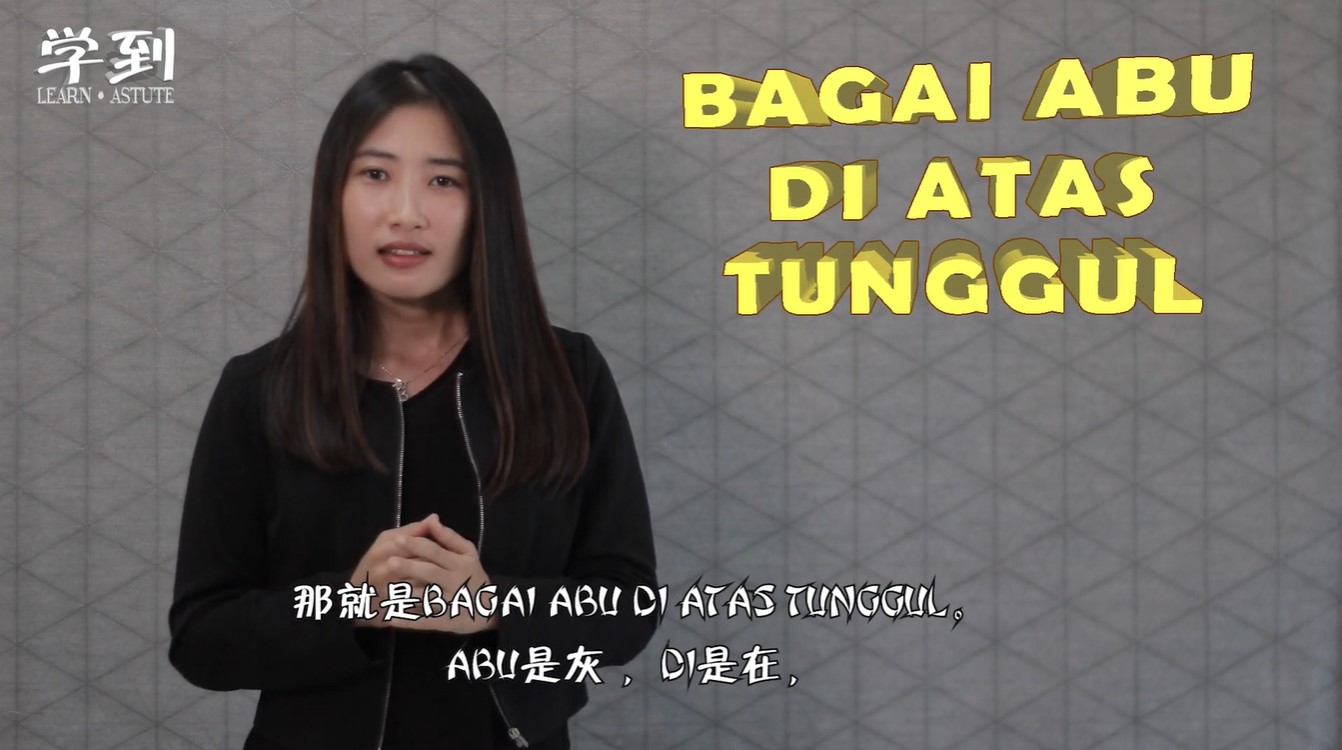 学到
LEARN • ASTUTE
BAGAI ABU
DI ATAS
TUNGGUL
那就是BAGAI ABU DI ATAS TUNGGUL。
ABU是灰，DI是在，